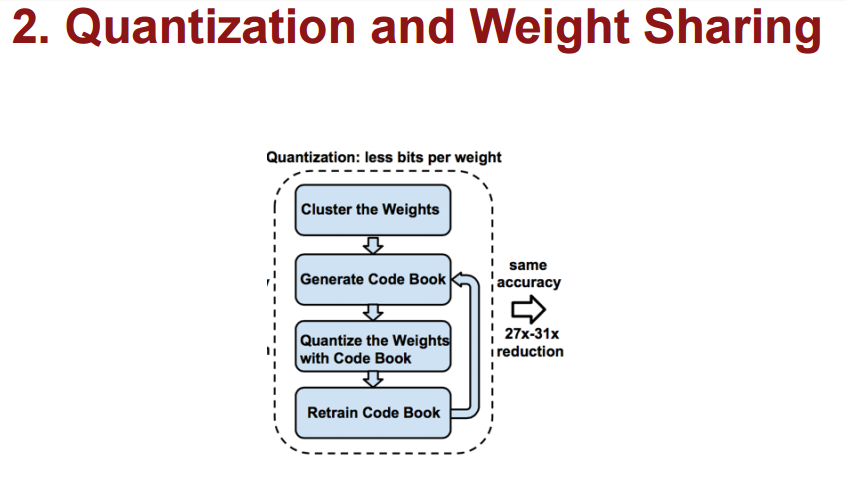 2. Quantization and Weight Sharing
Quantization: less bits per weight
Cluster the Weights
Generate Code Book
Quantize the Weights
with Code Book
Retrain Code Book
same
accuracy
27x-31x
reduction